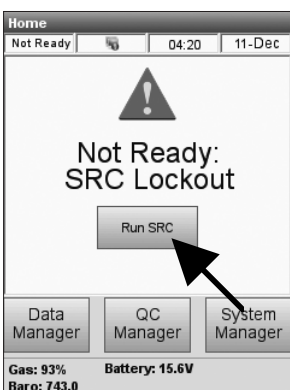 Home
Not Ready 04:20 11-Dec
Not Ready:
SRC Lockout
Run SRC
Data Manager QC Manager System Manager
Gas: 93% Battery: 15.6V
Baro: 743.0